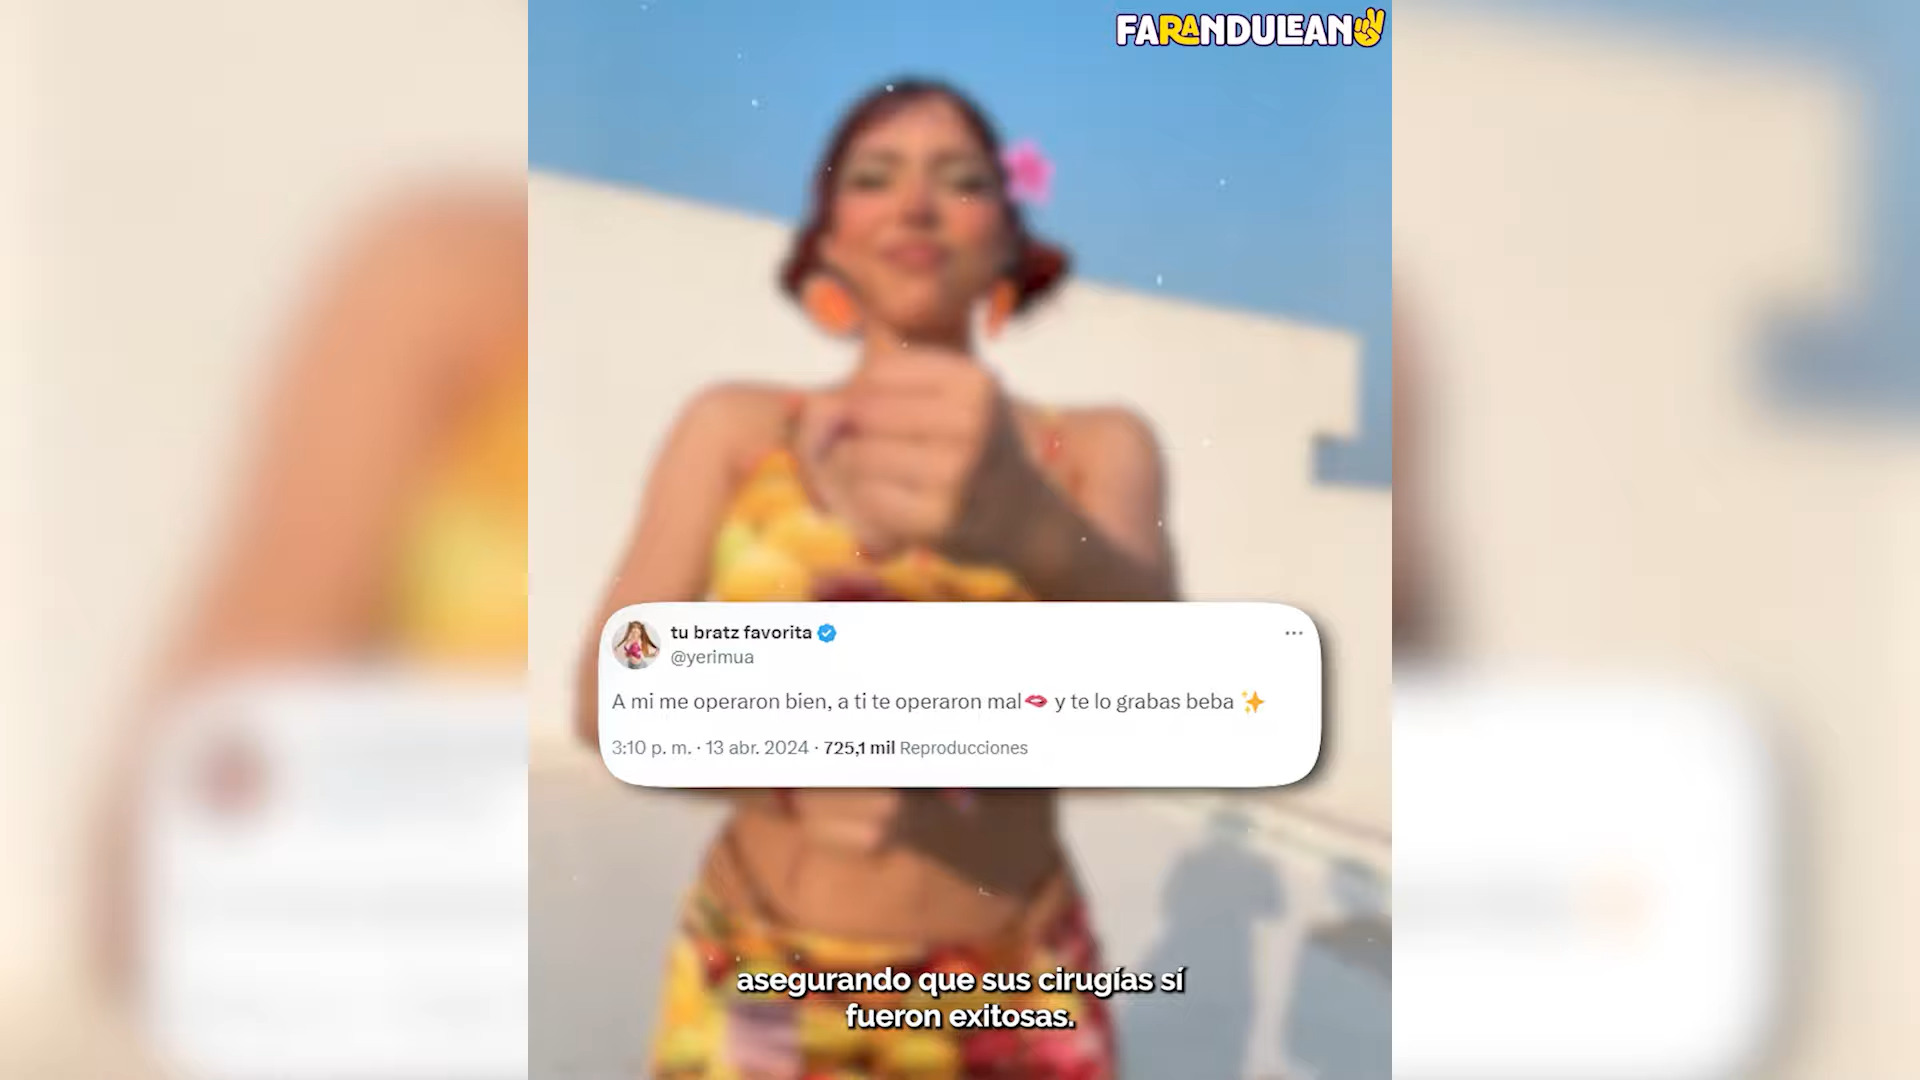 FARANDULEAN
tu bratz favorita
@yerimua
A mi me operaron bien, a ti te operaron mal🫦 y te lo grabas beba ✨
3:10 p. m. · 13 abr. 2024 · 725,1 mil Reproducciones
asegurando que sus cirugías sí
fueron exitosas.